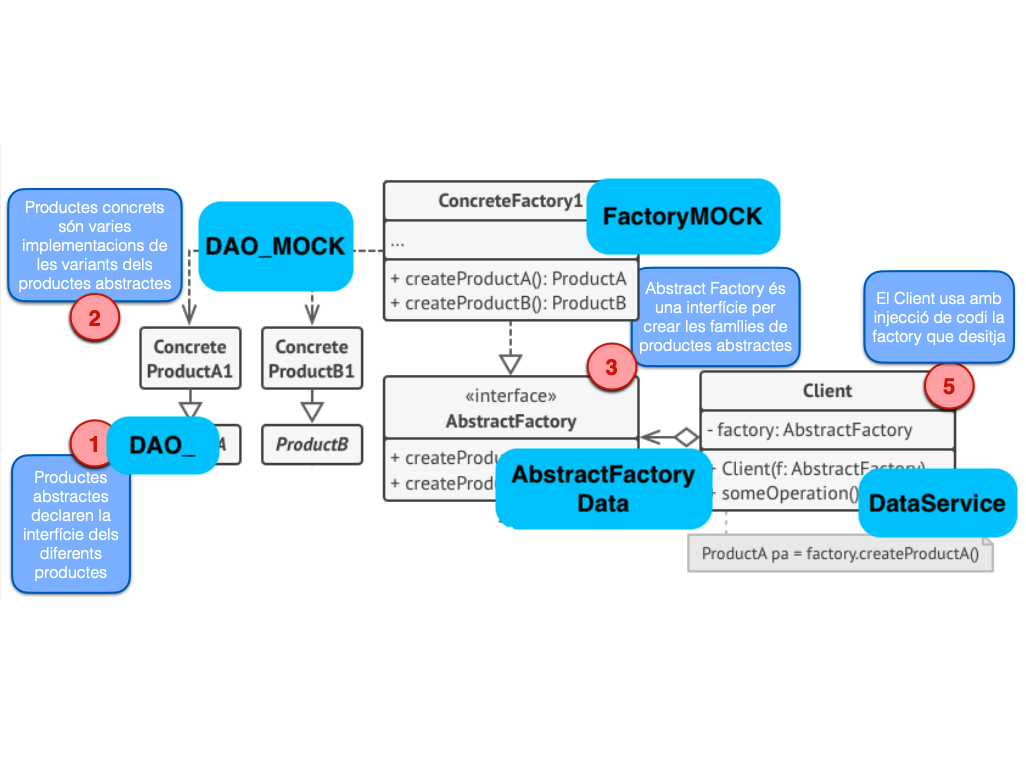 Productes concrets
són varies
implementacions de
les variants dels
productes abstractes
2
DAO_MOCK
ConcreteFactory1
FactoryMOCK
...
+ createProductA(): ProductA
+ createProductB(): ProductB
Abstract Factory és
una interfície per
crear les famílies de
productes abstractes
3
El Client usa amb
injecció de codi la
factory que desitja
5
Concrete
ProductA1
Concrete
ProductB1
«interface»
AbstractFactory
+ createProdu
+ createProd
AbstractFactory
Data
Client
- factory: AbstractFactory
+ Client(f: AbstractFactory)
+ someOperation()
DataService
ProductA pa = factory.createProductA()
1
DAO_
A
ProductB
Productes
abstractes
declaren la
interfície dels
diferents
productes